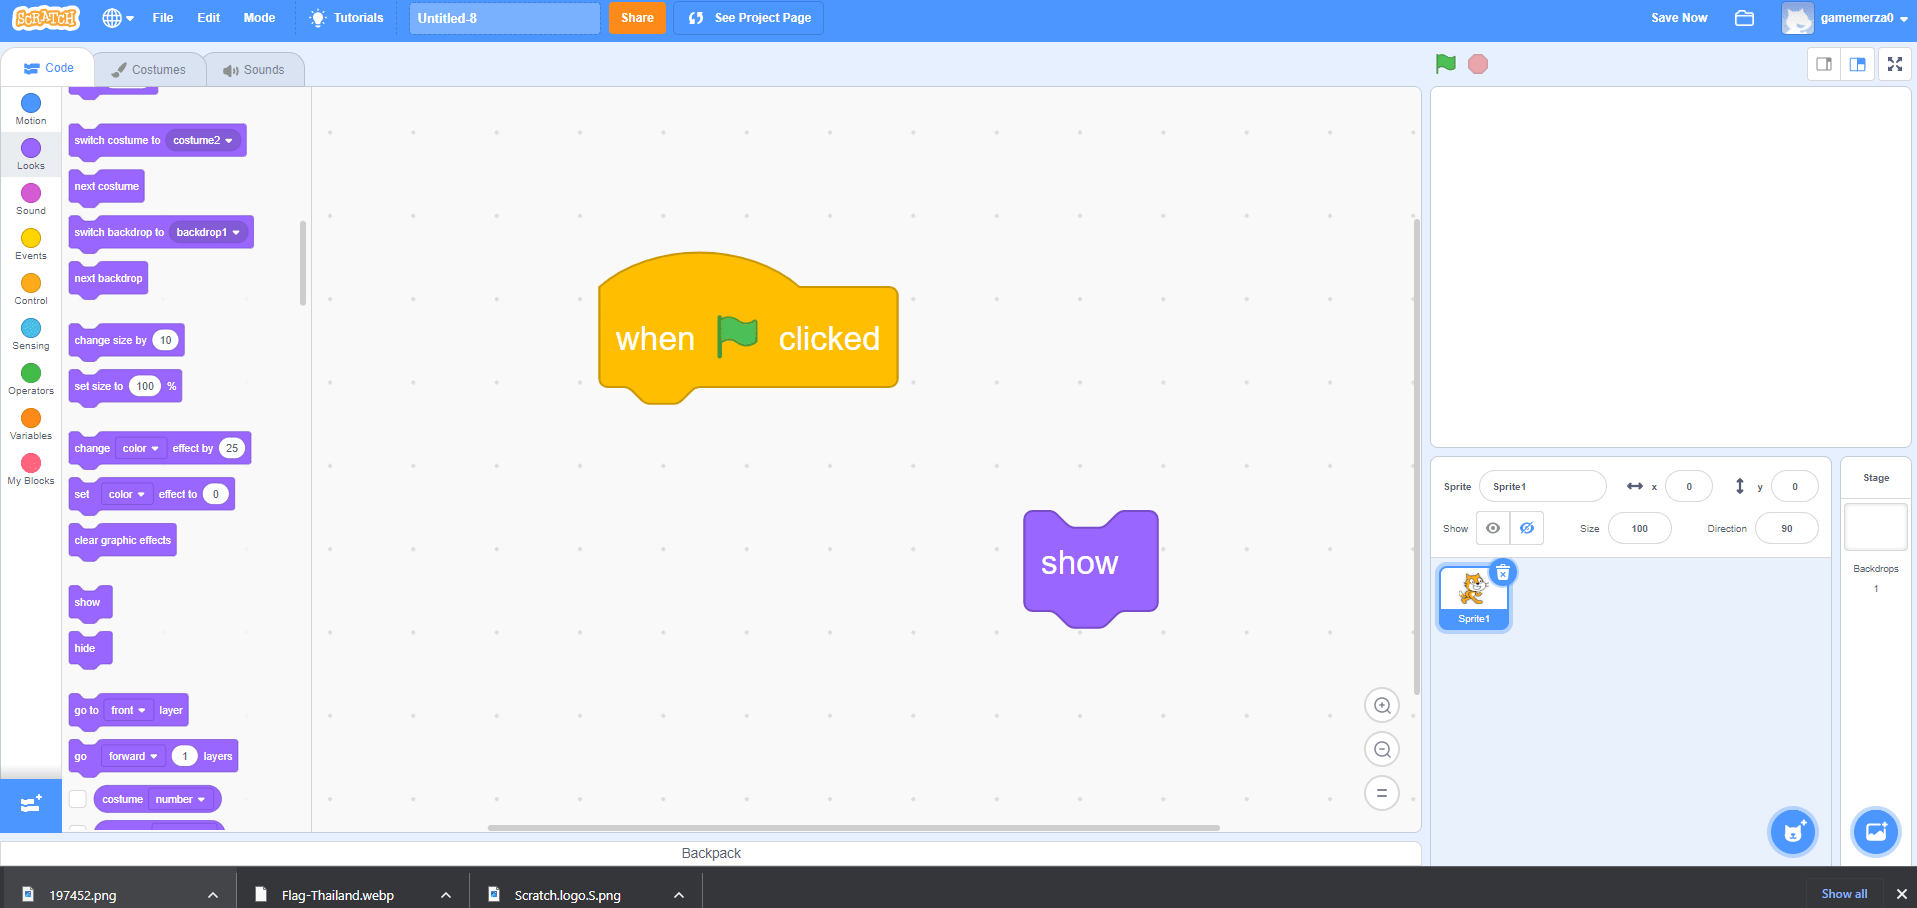 SCRATCH File Edit Mode Tutorials Untitled-8 Share See Project Page Save Now gamemerza0
Code Costumes Sounds
Motion
Looks
Sound
Events
Control
Sensing
Operators
Variables
My Blocks
switch costume to costume2
next costume
switch backdrop to backdrop1
next backdrop
change size by 10
set size to 100 %
change color effect by 25
set color effect to 0
clear graphic effects
show
hide
go to front layer
go forward 1 layers
costume number
when clicked
show
Sprite Sprite1 x 0 y 0
Show Size 100 Direction 90
Sprite1
Stage
Backdrops
1
Backpack
197452.png Flag-Thailand.webp Scratch.logo.S.png Show all